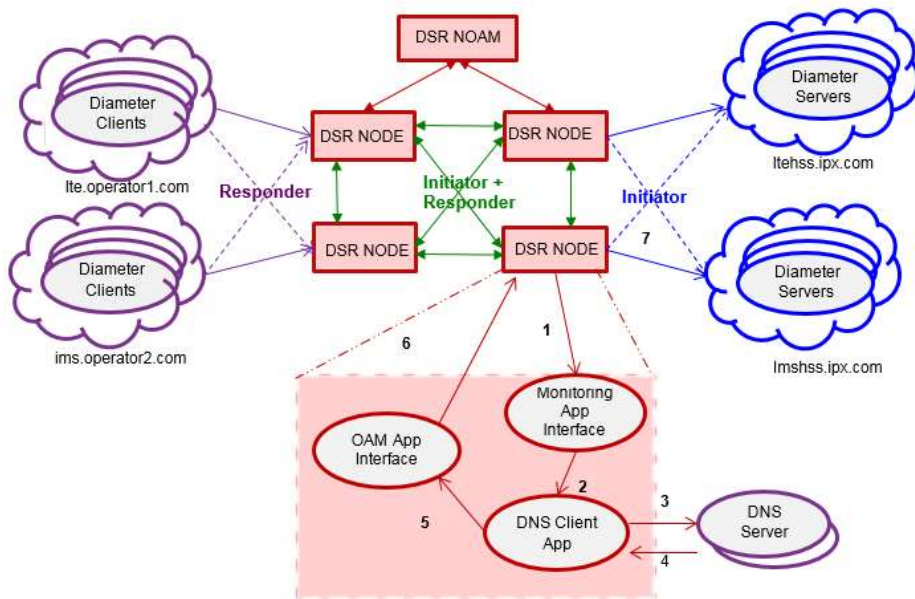 DSR NOAM
Diameter
Clients
lte.operator1.com
DSR NODE
DSR NODE
Diameter
Servers
ltehss.ipx.com
Responder
Initiator +
Responder
Initiator
7
Diameter
Clients
ims.operator2.com
DSR NODE
DSR NODE
Diameter
Servers
Imshss.ipx.com
6
1
Monitoring
App
Interface
OAM App
Interface
2
5
DNS Client
App
3
4
DNS
Server